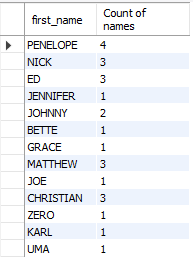 first_name Count of names
PENELOPE 4
NICK 3
ED 3
JENNIFER 1
JOHNNY 2
BETTE 1
GRACE 1
MATTHEW 3
JOE 1
CHRISTIAN 3
ZERO 1
KARL 1
UMA 1